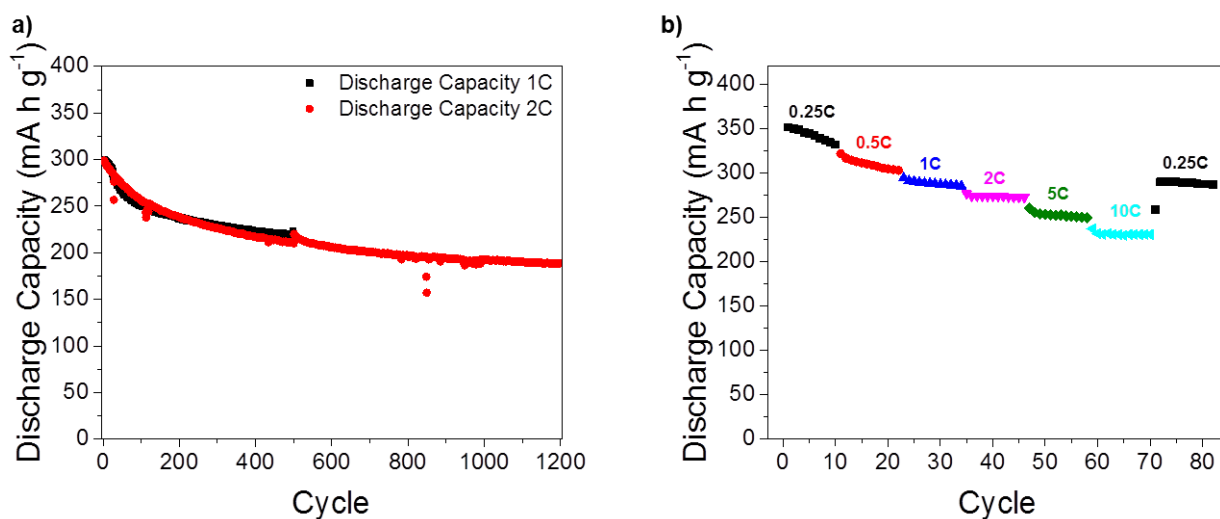 a)
Discharge Capacity (mA h g⁻¹)
400
350
300
250
200
150
100
50
0
Discharge Capacity 1C
Discharge Capacity 2C
0 200 400 600 800 1000 1200
Cycle
b)
Discharge Capacity (mA h g⁻¹)
400
350
300
250
200
150
100
50
0
0.25C
0.5C
1C
2C
5C
10C
0.25C
0 10 20 30 40 50 60 70 80
Cycle